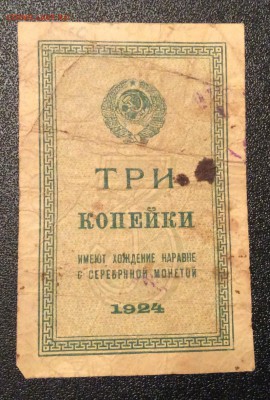 ТРИ
КОПЕЙКИ
ИМЕЮТ ХОЖДЕНИЕ НАРАВНЕ
С СЕРЕБРЯНОЙ МОНЕТОЙ
1924